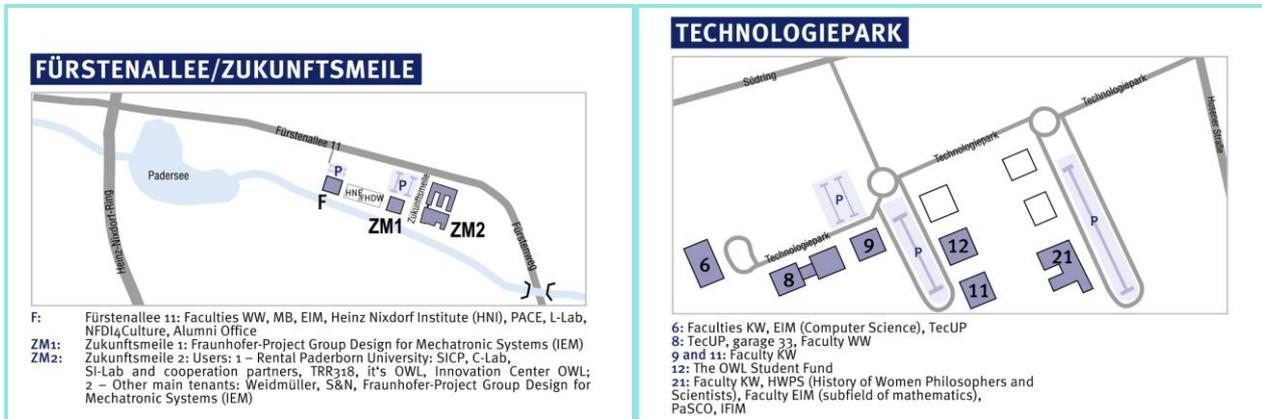 FÜRSTENALLEE/ZUKUNFTSMEILE
Fürstenallee 11
Padersee
P
P
HNF
FHDW
F
ZM1
Zukunftsmeile
ZM2
Heinz-Nixdorf-Ring
Fürstenweg
F: Fürstenallee 11: Faculties WW, MB, EIM, Heinz Nixdorf Institute (HNI), PACE, L-Lab,
NFDI4Culture, Alumni Office
ZM1: Zukunftsmeile 1: Fraunhofer-Project Group Design for Mechatronic Systems (IEM)
ZM2: Zukunftsmeile 2: Users: 1 – Rental Paderborn University: SICP, C-Lab,
SI-Lab and cooperation partners, TRR318, it's OWL, Innovation Center OWL;
2 – Other main tenants: Weidmüller, S&N, Fraunhofer-Project Group Design for
Mechatronic Systems (IEM)
TECHNOLOGIEPARK
Südring
Technologiepark
Husener Straße
Technologiepark
P
P
P
Technologiepark
6
8
9
12
11
21
6: Faculties KW, EIM (Computer Science), TecUP
8: TecUP, garage 33, Faculty WW
9 and 11: Faculty KW
12: The OWL Student Fund
21: Faculty KW, HWPS (History of Women Philosophers and
Scientists), Faculty EIM (subfield of mathematics),
PaSCO, IFIM